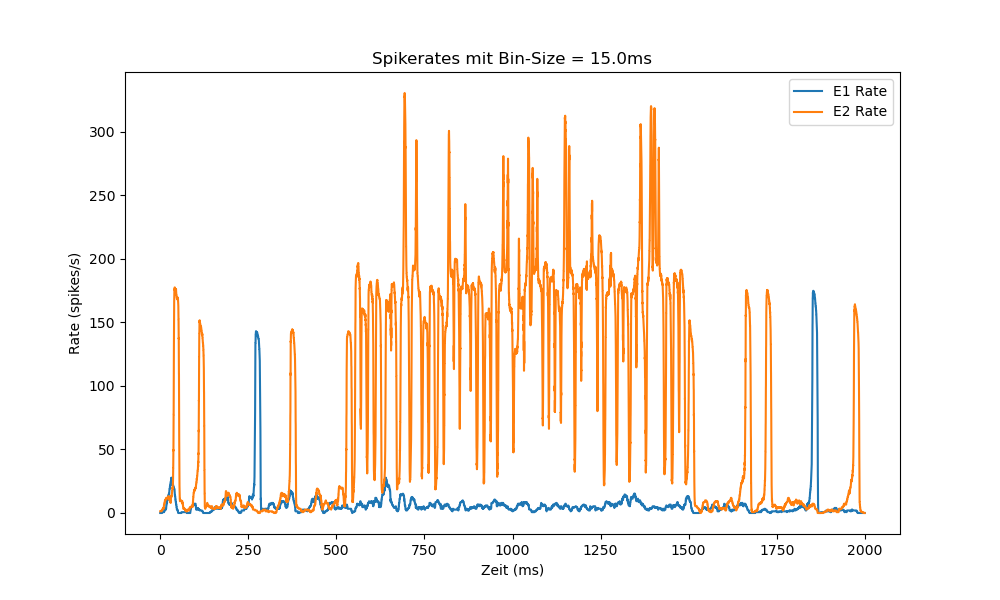 Spikerates mit Bin-Size = 15.0ms
E1 Rate
E2 Rate
300
250
200
150
100
50
0
Rate (spikes/s)
0 250 500 750 1000 1250 1500 1750 2000
Zeit (ms)